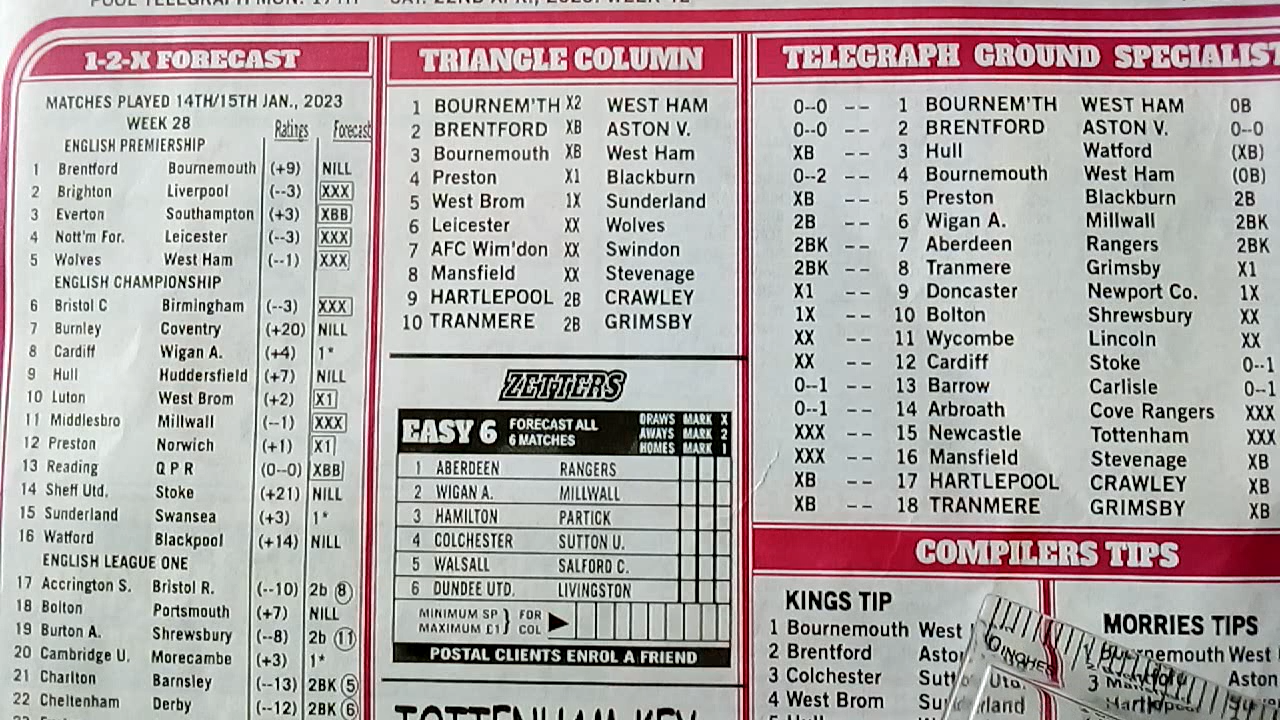 1-2-X FORECAST
MATCHES PLAYED 14TH/15TH JAN., 2023
WEEK 28
Ratings Forecast
ENGLISH PREMIERSHIP
1 Brentford Bournemouth (+9) NILL
2 Brighton Liverpool (--3) XXX
3 Everton Southampton (+3) XBB
4 Nott'm For. Leicester (--3) XXX
5 Wolves West Ham (--1) XXX
ENGLISH CHAMPIONSHIP
6 Bristol C Birmingham (--3) XXX
7 Burnley Coventry (+20) NILL
8 Cardiff Wigan A. (+4) 1*
9 Hull Huddersfield (+7) NILL
10 Luton West Brom (+2) X1
11 Middlesbro Millwall (--1) XXX
12 Preston Norwich (+1) X1
13 Reading Q P R (0--0) XBB
14 Sheff Utd. Stoke (+21) NILL
15 Sunderland Swansea (+3) 1*
16 Watford Blackpool (+14) NILL
ENGLISH LEAGUE ONE
17 Accrington S. Bristol R. (--10) 2b 8
18 Bolton Portsmouth (+7) NILL
19 Burton A. Shrewsbury (--8) 2b 11
20 Cambridge U. Morecambe (+3) 1*
21 Charlton Barnsley (--13) 2BK 5
22 Cheltenham Derby (--12) 2BK 6
TRIANGLE COLUMN
1 BOURNEM'TH X2 WEST HAM
2 BRENTFORD XB ASTON V.
3 Bournemouth XB West Ham
4 Preston X1 Blackburn
5 West Brom 1X Sunderland
6 Leicester XX Wolves
7 AFC Wim'don XX Swindon
8 Mansfield XX Stevenage
9 HARTLEPOOL 2B CRAWLEY
10 TRANMERE 2B GRIMSBY
ZETTERS
EASY 6 FORECAST ALL 6 MATCHES
DRAWS MARK X
AWAYS MARK 2
HOMES MARK 1
1 ABERDEEN RANGERS
2 WIGAN A. MILLWALL
3 HAMILTON PARTICK
4 COLCHESTER SUTTON U.
5 WALSALL SALFORD C.
6 DUNDEE UTD. LIVINGSTON
MINIMUM 5P } FOR
MAXIMUM £1 } COL
POSTAL CLIENTS ENROL A FRIEND
TOTTENHAM KEY
TELEGRAPH GROUND SPECIALIST
0--0 -- 1 BOURNEM'TH WEST HAM 0B
0--0 -- 2 BRENTFORD ASTON V. 0--0
XB -- 3 Hull Watford (XB)
0--2 -- 4 Bournemouth West Ham (0B)
XB -- 5 Preston Blackburn 2B
2B -- 6 Wigan A. Millwall 2BK
2BK -- 7 Aberdeen Rangers 2BK
2BK -- 8 Tranmere Grimsby X1
X1 -- 9 Doncaster Newport Co. 1X
1X -- 10 Bolton Shrewsbury XX
XX -- 11 Wycombe Lincoln XX
XX -- 12 Cardiff Stoke 0--1
0--1 -- 13 Barrow Carlisle 0--1
0--1 -- 14 Arbroath Cove Rangers XXX
XXX -- 15 Newcastle Tottenham XXX
XXX -- 16 Mansfield Stevenage XB
XB -- 17 HARTLEPOOL CRAWLEY XB
XB -- 18 TRANMERE GRIMSBY XB
COMPILERS TIPS
KINGS TIP
1 Bournemouth West
2 Brentford
3 Colchester
4 West Brom
MORRIES TIPS
West
Aston
INCHES